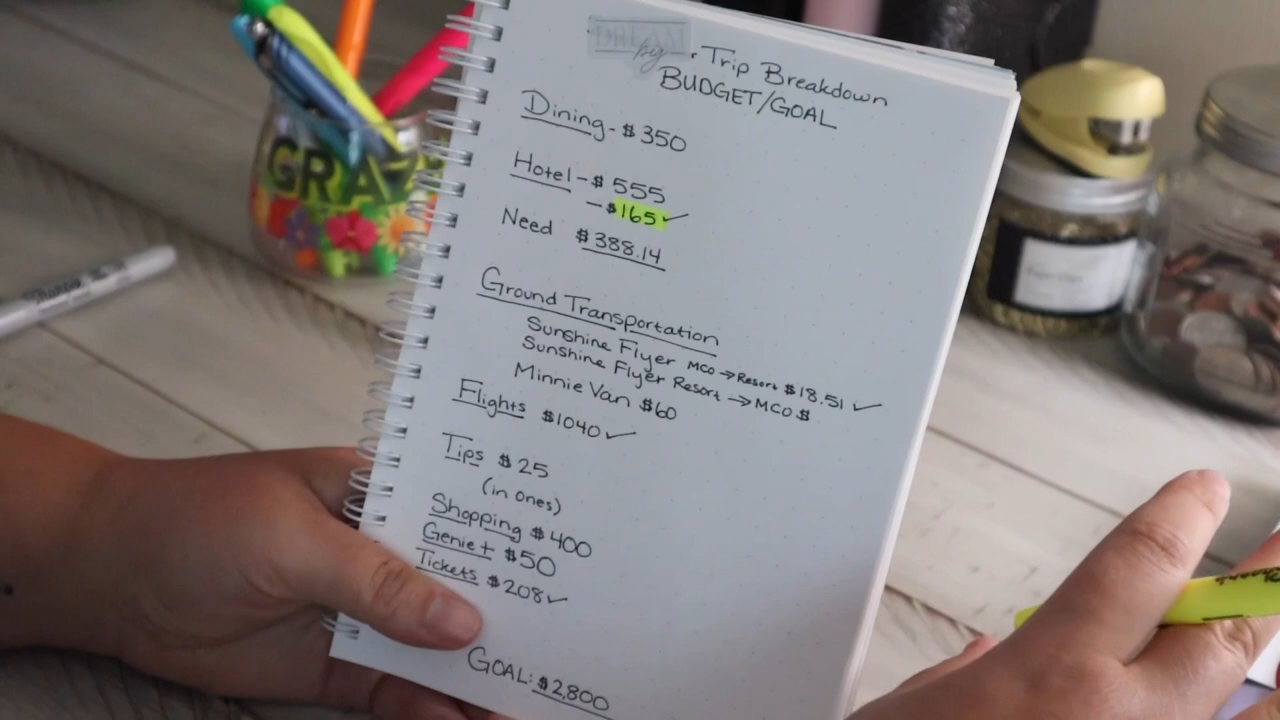 DREAM
big
Trip Breakdown
BUDGET/GOAL
Dining - $350
Hotel - $555
- $165 ✓
Need $388.14
Ground Transportation
Sunshine Flyer MCO → Resort $18.51 ✓
Sunshine Flyer Resort → MCO $
Minnie Van $60
Flights $1040 ✓
Tips $25
(in ones)
Shopping $400
Genie+ $50
Tickets $208 ✓
GOAL: $2,800
GRA